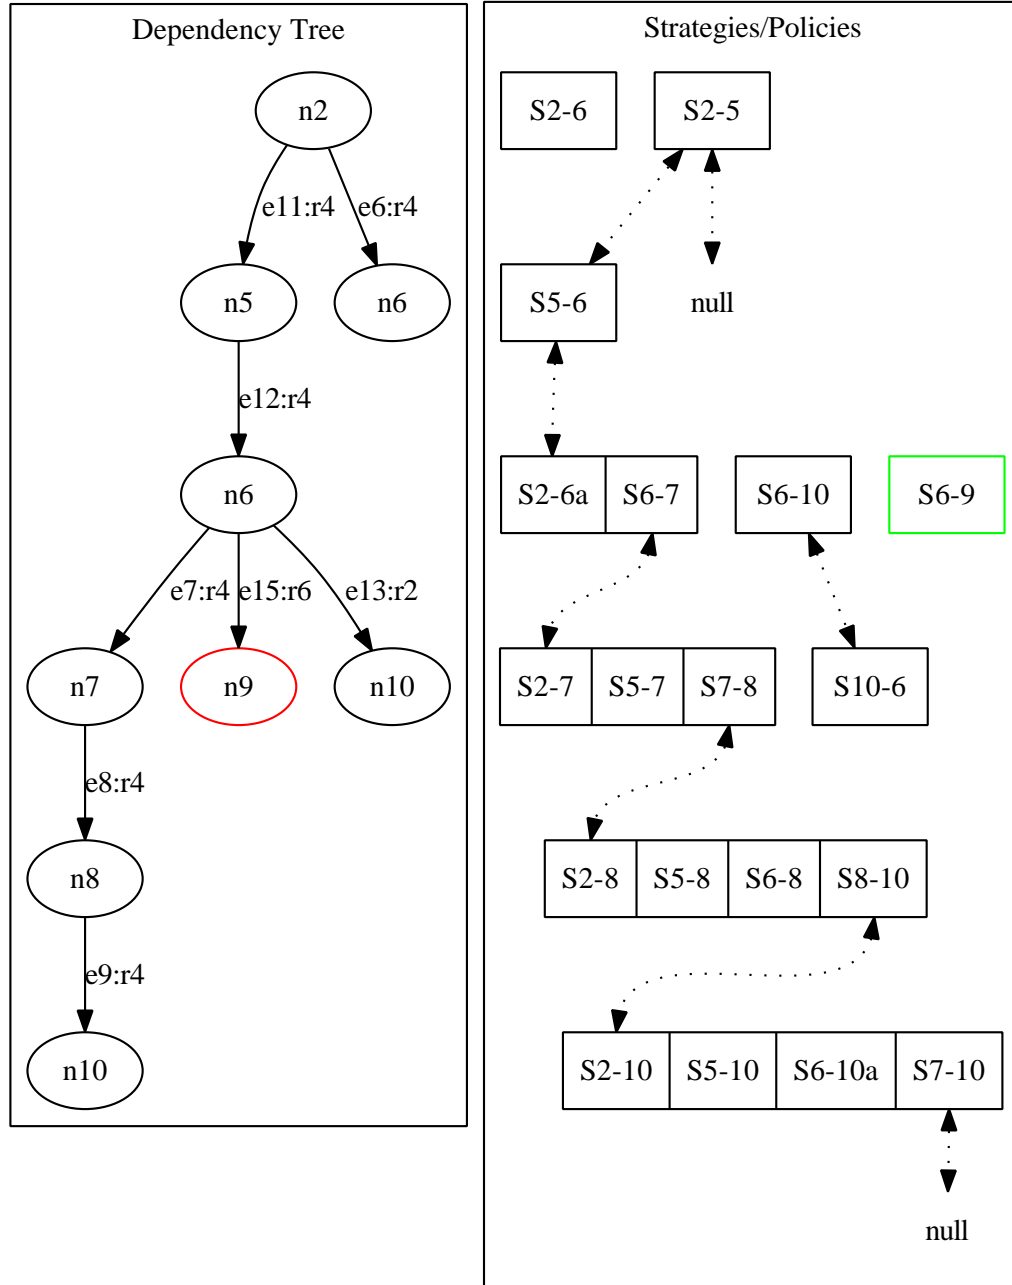 Dependency Tree
n2
e11:r4
e6:r4
n5
n6
e12:r4
n6
e7:r4
e15:r6
e13:r2
n7
n9
n10
e8:r4
n8
e9:r4
n10
Strategies/Policies
S2-6
S2-5
S5-6
null
S2-6a
S6-7
S6-10
S6-9
S2-7
S5-7
S7-8
S10-6
S2-8
S5-8
S6-8
S8-10
S2-10
S5-10
S6-10a
S7-10
null